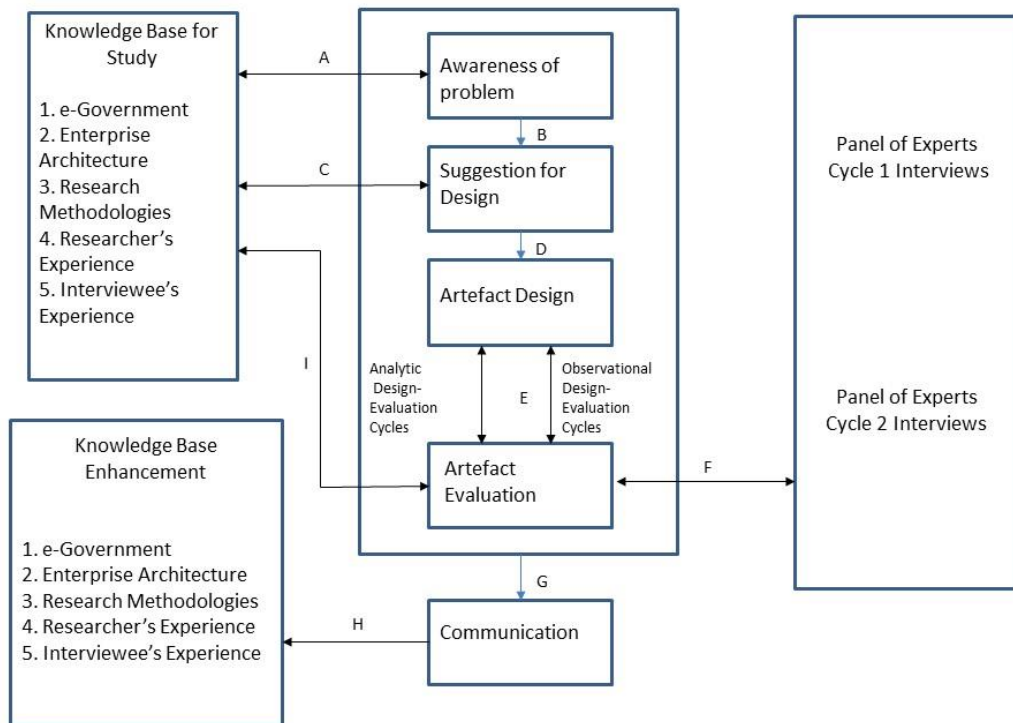 Knowledge Base for
Study
1. e-Government
2. Enterprise
Architecture
3. Research
Methodologies
4. Researcher's
Experience
5. Interviewee's
Experience
A
Awareness of
problem
B
C
Suggestion for
Design
D
Artefact Design
I
Analytic
Design-
Evaluation
Cycles
E
Observational
Design-
Evaluation
Cycles
Artefact
Evaluation
F
Panel of Experts
Cycle 1 Interviews
Panel of Experts
Cycle 2 Interviews
G
Communication
H
Knowledge Base
Enhancement
1. e-Government
2. Enterprise Architecture
3. Research Methodologies
4. Researcher's Experience
5. Interviewee's Experience